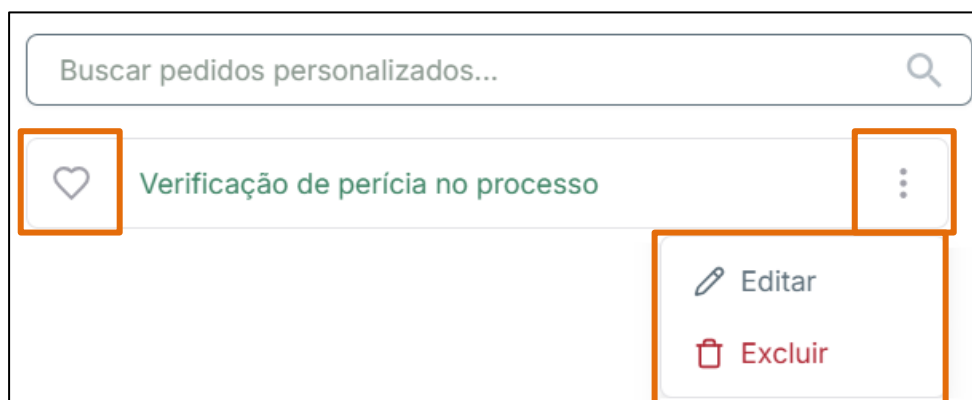 Buscar pedidos personalizados...
Verificação de perícia no processo
Editar
Excluir